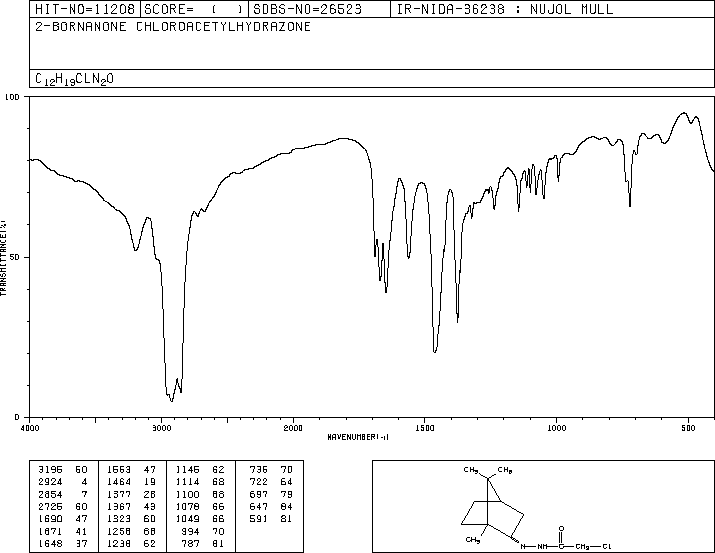 HIT-NO=11208 SCORE= ( ) SDBS-NO=26523 IR-NIDA-36238 : NUJOL MULL
2-BORNANONE CHLOROACETYLHYDRAZONE
C12H19CLN2O
100
50
0
TRANSMITTANCE(%)
4000 3000 2000 1500 1000 500
WAVENUMBER(-1)
3195 60 1553 47 1145 62 736 70
2924 4 1464 19 1114 68 722 64
2854 7 1377 28 1100 68 697 79
2725 60 1367 49 1078 66 647 84
1690 47 1323 60 1049 66 591 81
1671 41 1258 68 994 70
1648 37 1238 62 787 81
CH3 CH3
CH3
N NH C CH2 Cl
O